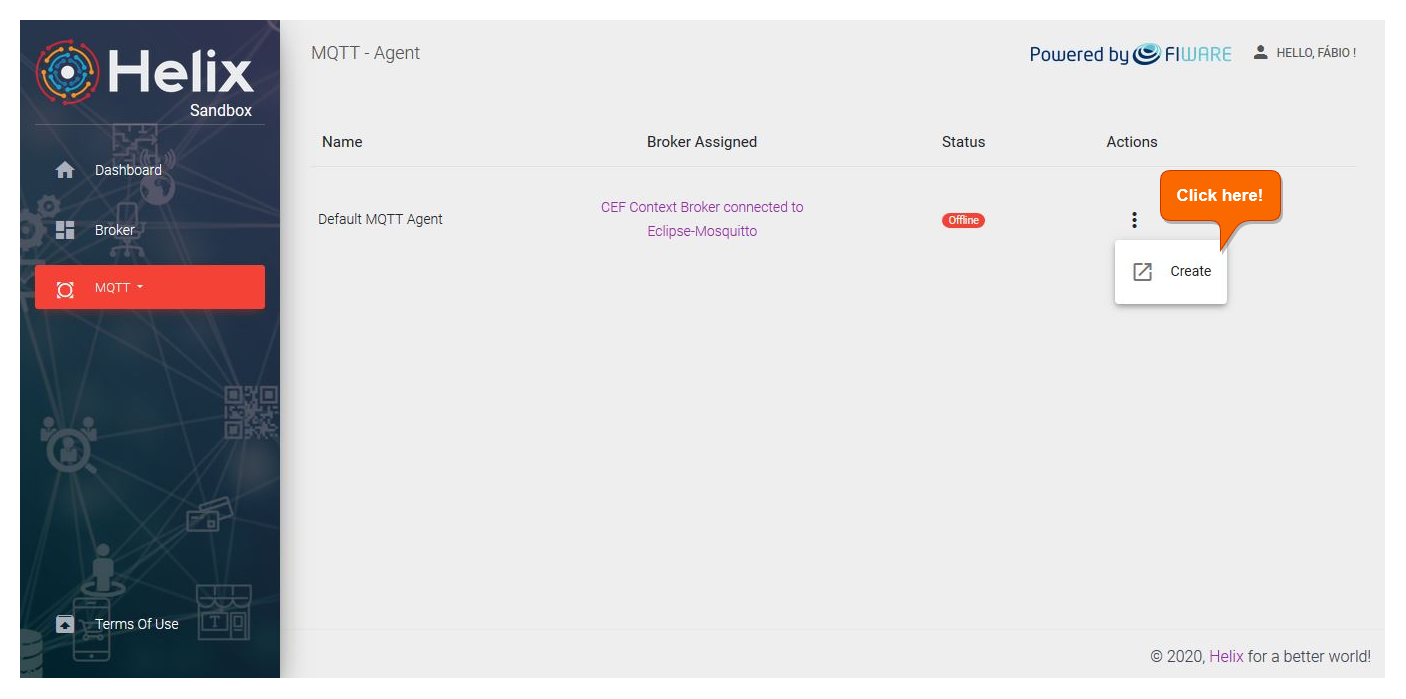 Helix
Sandbox
MQTT - Agent
Powered by FIWARE
HELLO, FÁBIO !
Name
Broker Assigned
Status
Actions
Dashboard
Broker
MQTT
Default MQTT Agent
CEF Context Broker connected to
Eclipse-Mosquitto
Offline
Click here!
Create
T
Terms Of Use
© 2020, Helix for a better world!